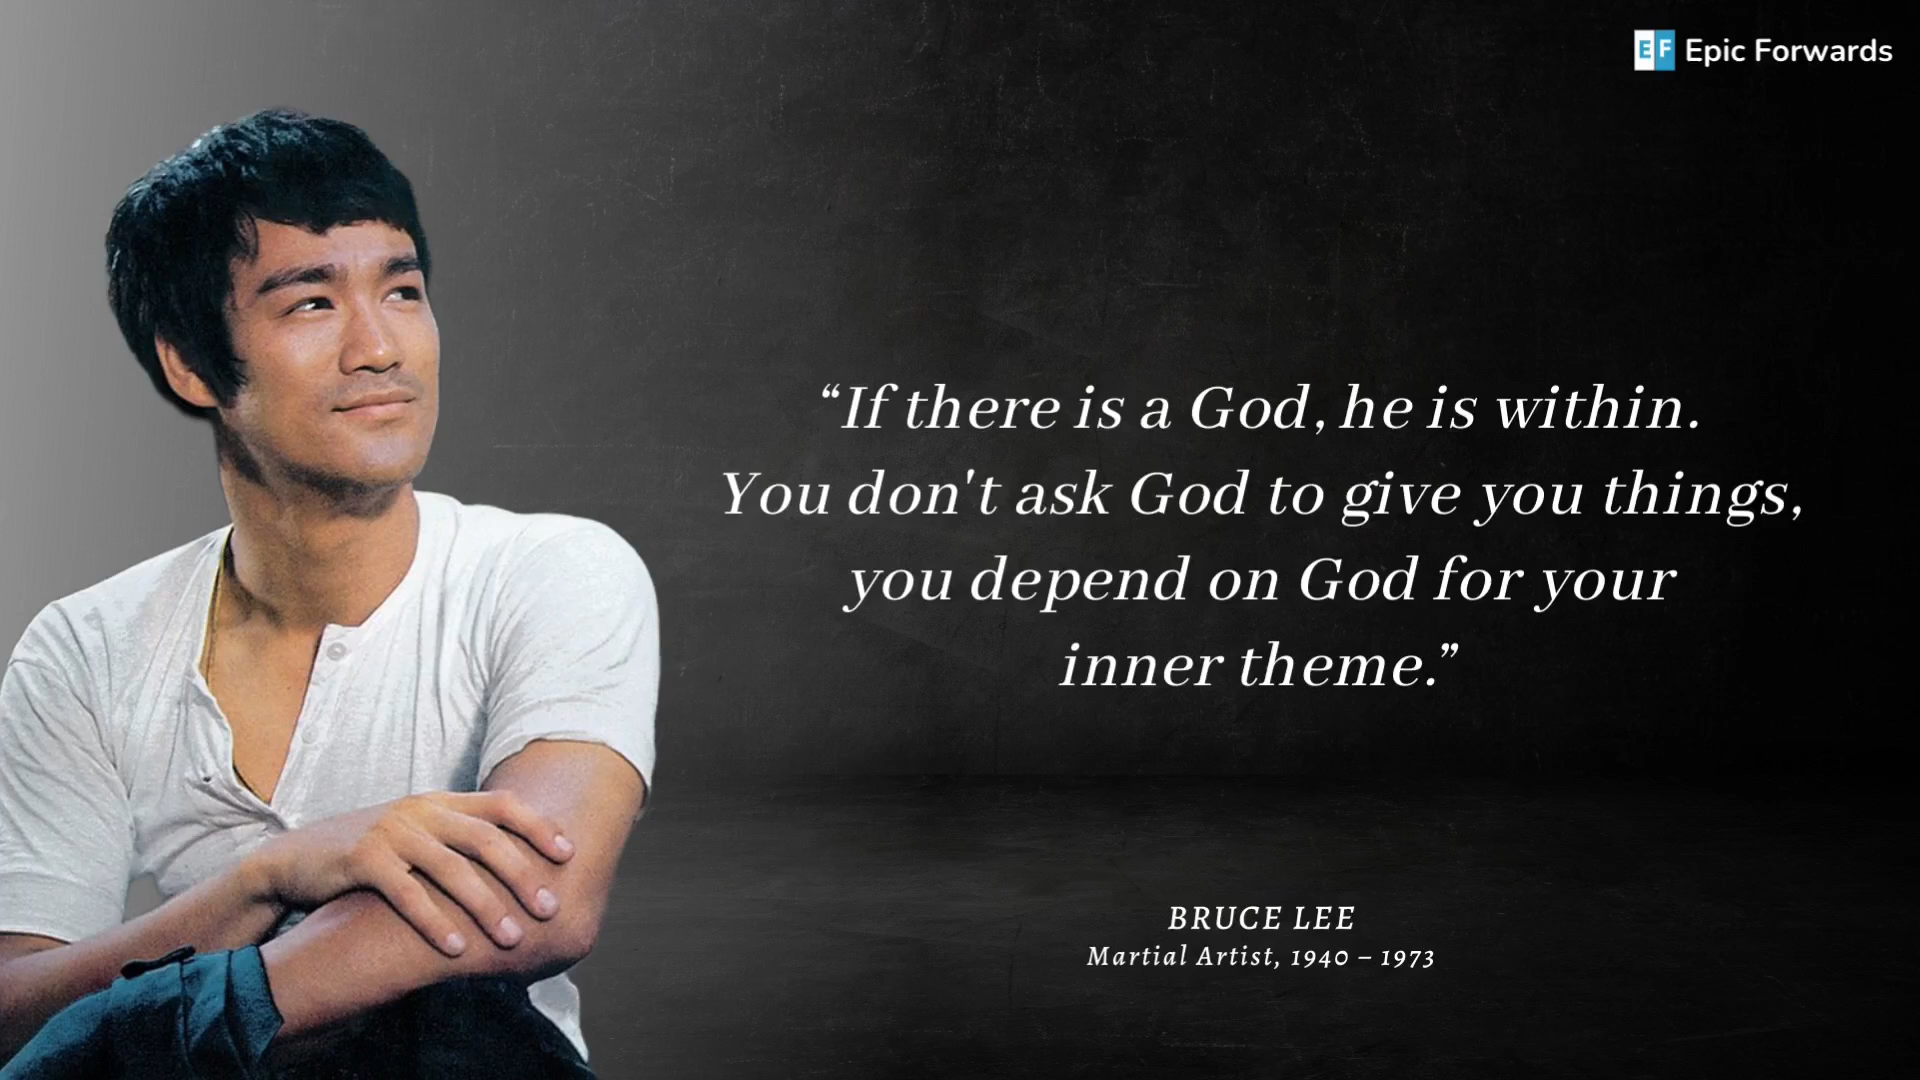 EF Epic Forwards
“If there is a God, he is within.
You don't ask God to give you things,
you depend on God for your
inner theme.”
BRUCE LEE
Martial Artist, 1940 – 1973